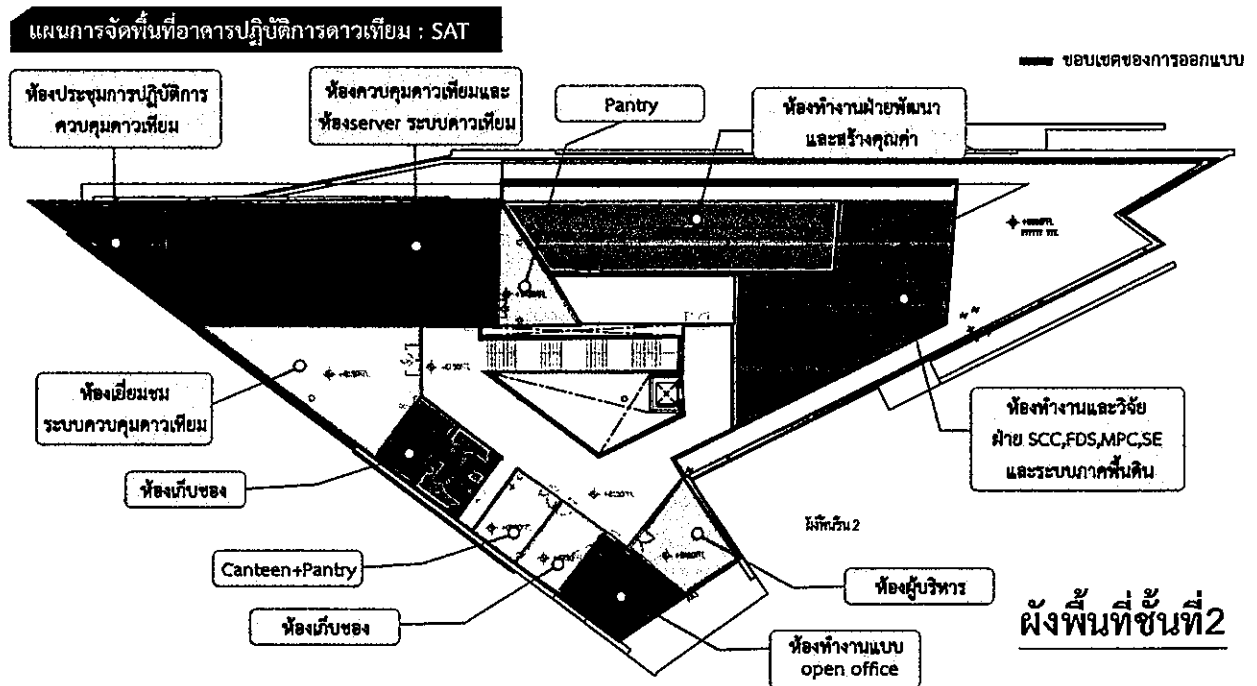 แผนการจัดพื้นที่อาคารปฏิบัติการดาวเทียม : SAT
ขอบเขตของการออกแบบ
ห้องประชุมการปฏิบัติการ
ควบคุมดาวเทียม
ห้องควบคุมดาวเทียมและ
ห้องserver ระบบดาวเทียม
Pantry
ห้องทำงานฝ่ายพัฒนา
และสร้างคุณค่า
ห้องเยี่ยมชม
ระบบควบคุมดาวเทียม
ห้องทำงานและวิจัย
ฝ่าย SCC,FDS,MPC,SE
และระบบภาคพื้นดิน
ห้องเก็บของ
Canteen+Pantry
ห้องเก็บของ
ห้องผู้บริหาร
ห้องทำงานแบบ
open office
ผังพื้นที่ชั้นที่2